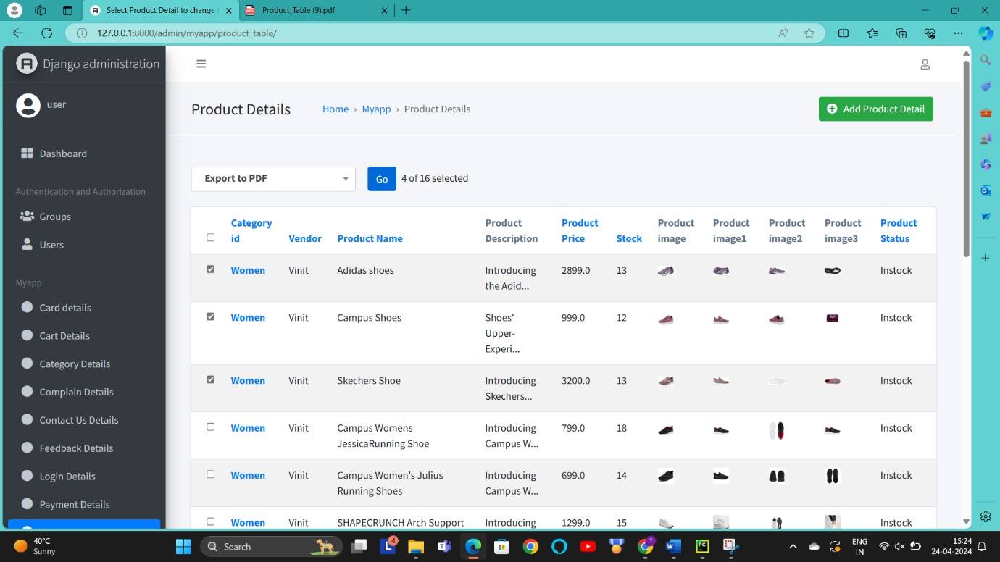 Select Product Detail to change
Product_Table (9).pdf
127.0.0.1:8000/admin/myapp/product_table/
Django administration
user
Dashboard
Authentication and Authorization
Groups
Users
Myapp
Card details
Cart Details
Category Details
Complain Details
Contact Us Details
Feedback Details
Login Details
Payment Details
Product Details
Home › Myapp › Product Details
Add Product Detail
Export to PDF
Go
4 of 16 selected
Category id Vendor Product Name Product Description Product Price Stock Product image Product image1 Product image2 Product image3 Product Status
Women Vinit Adidas shoes Introducing the Adid... 2899.0 13 Instock
Women Vinit Campus Shoes Shoes' Upper- Experi... 999.0 12 Instock
Women Vinit Skechers Shoe Introducing Skechers... 3200.0 13 Instock
Women Vinit Campus Womens JessicaRunning Shoe Introducing Campus W... 799.0 18 Instock
Women Vinit Campus Women's Julius Running Shoes Introducing Campus W... 699.0 14 Instock
Women Vinit SHAPECRUNCH Arch Support Introducing 1299.0 15 Instock
40°C
Sunny
Search
4
T
ENG
IN
15:24
24-04-2024